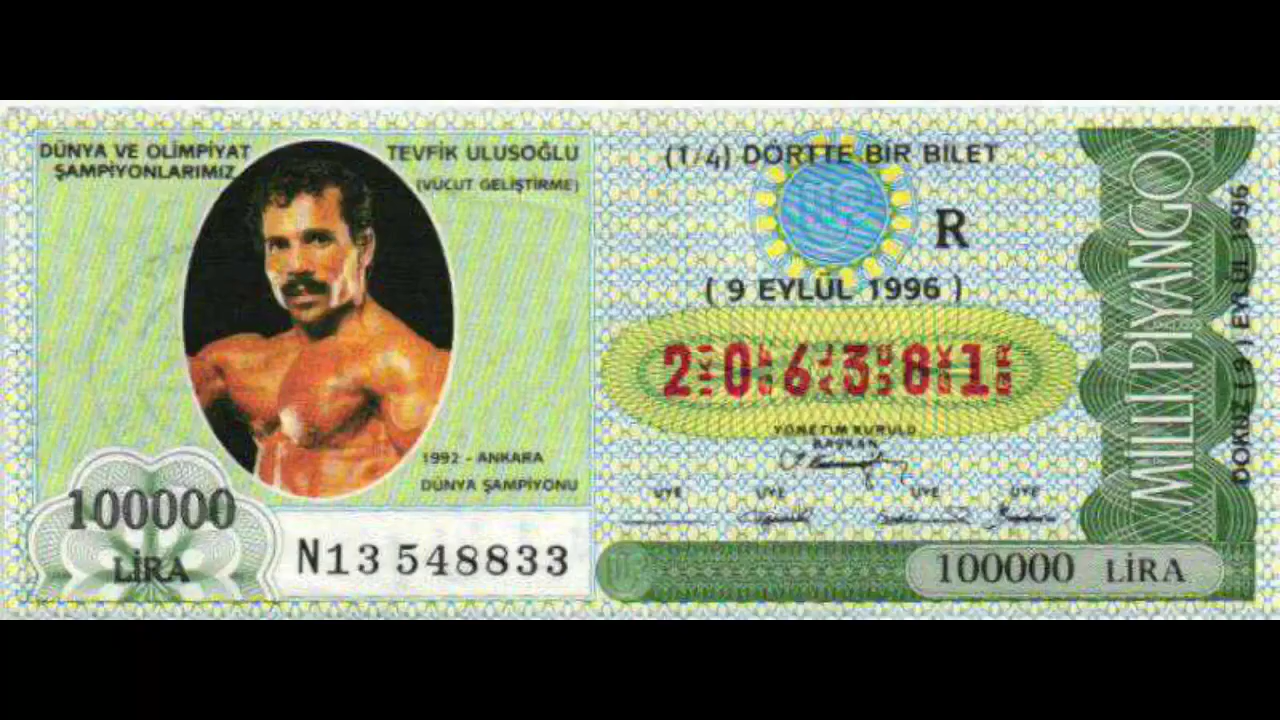 DÜNYA VE OLİMPİYAT
ŞAMPİYONLARIMIZ
TEVFİK ULUSOĞLU
(VÜCUT GELİŞTİRME)
1992 - ANKARA
DÜNYA ŞAMPİYONU
100000
LİRA
N13 548833
(1/4) DÖRTTE BİR BİLET
R
( 9 EYLÜL 1996 )
206381
YÖNETİM KURULU
BAŞKAN
ÜYE ÜYE ÜYE ÜYE
100000 LİRA
MİLLİ PİYANGO
DOKUZ ( 9 ) EYLÜL 1996